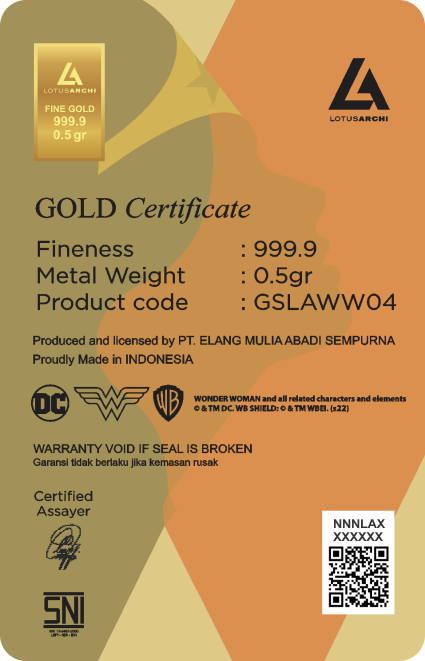 LOTUSARCHI
FINE GOLD
999.9
0.5 gr
LOTUSARCHI
GOLD Certificate
Fineness : 999.9
Metal Weight : 0.5gr
Product code : GSLAWW04
Produced and licensed by PT. ELANG MULIA ABADI SEMPURNA
Proudly Made in INDONESIA
DC
WB
WONDER WOMAN and all related characters and elements
© & TM DC. WB SHIELD: © & TM WBEI. (s22)
WARRANTY VOID IF SEAL IS BROKEN
Garansi tidak berlaku jika kemasan rusak
Certified
Assayer
NNNLAX
XXXXXX
SNI